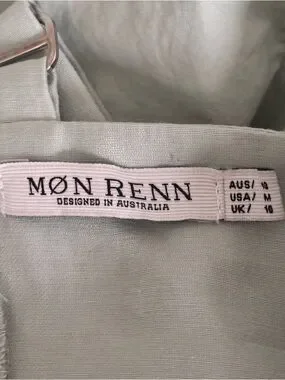 MØN RENN
DESIGNED IN AUSTRALIA
AUS/ 10
USA/ M
UK/ 10